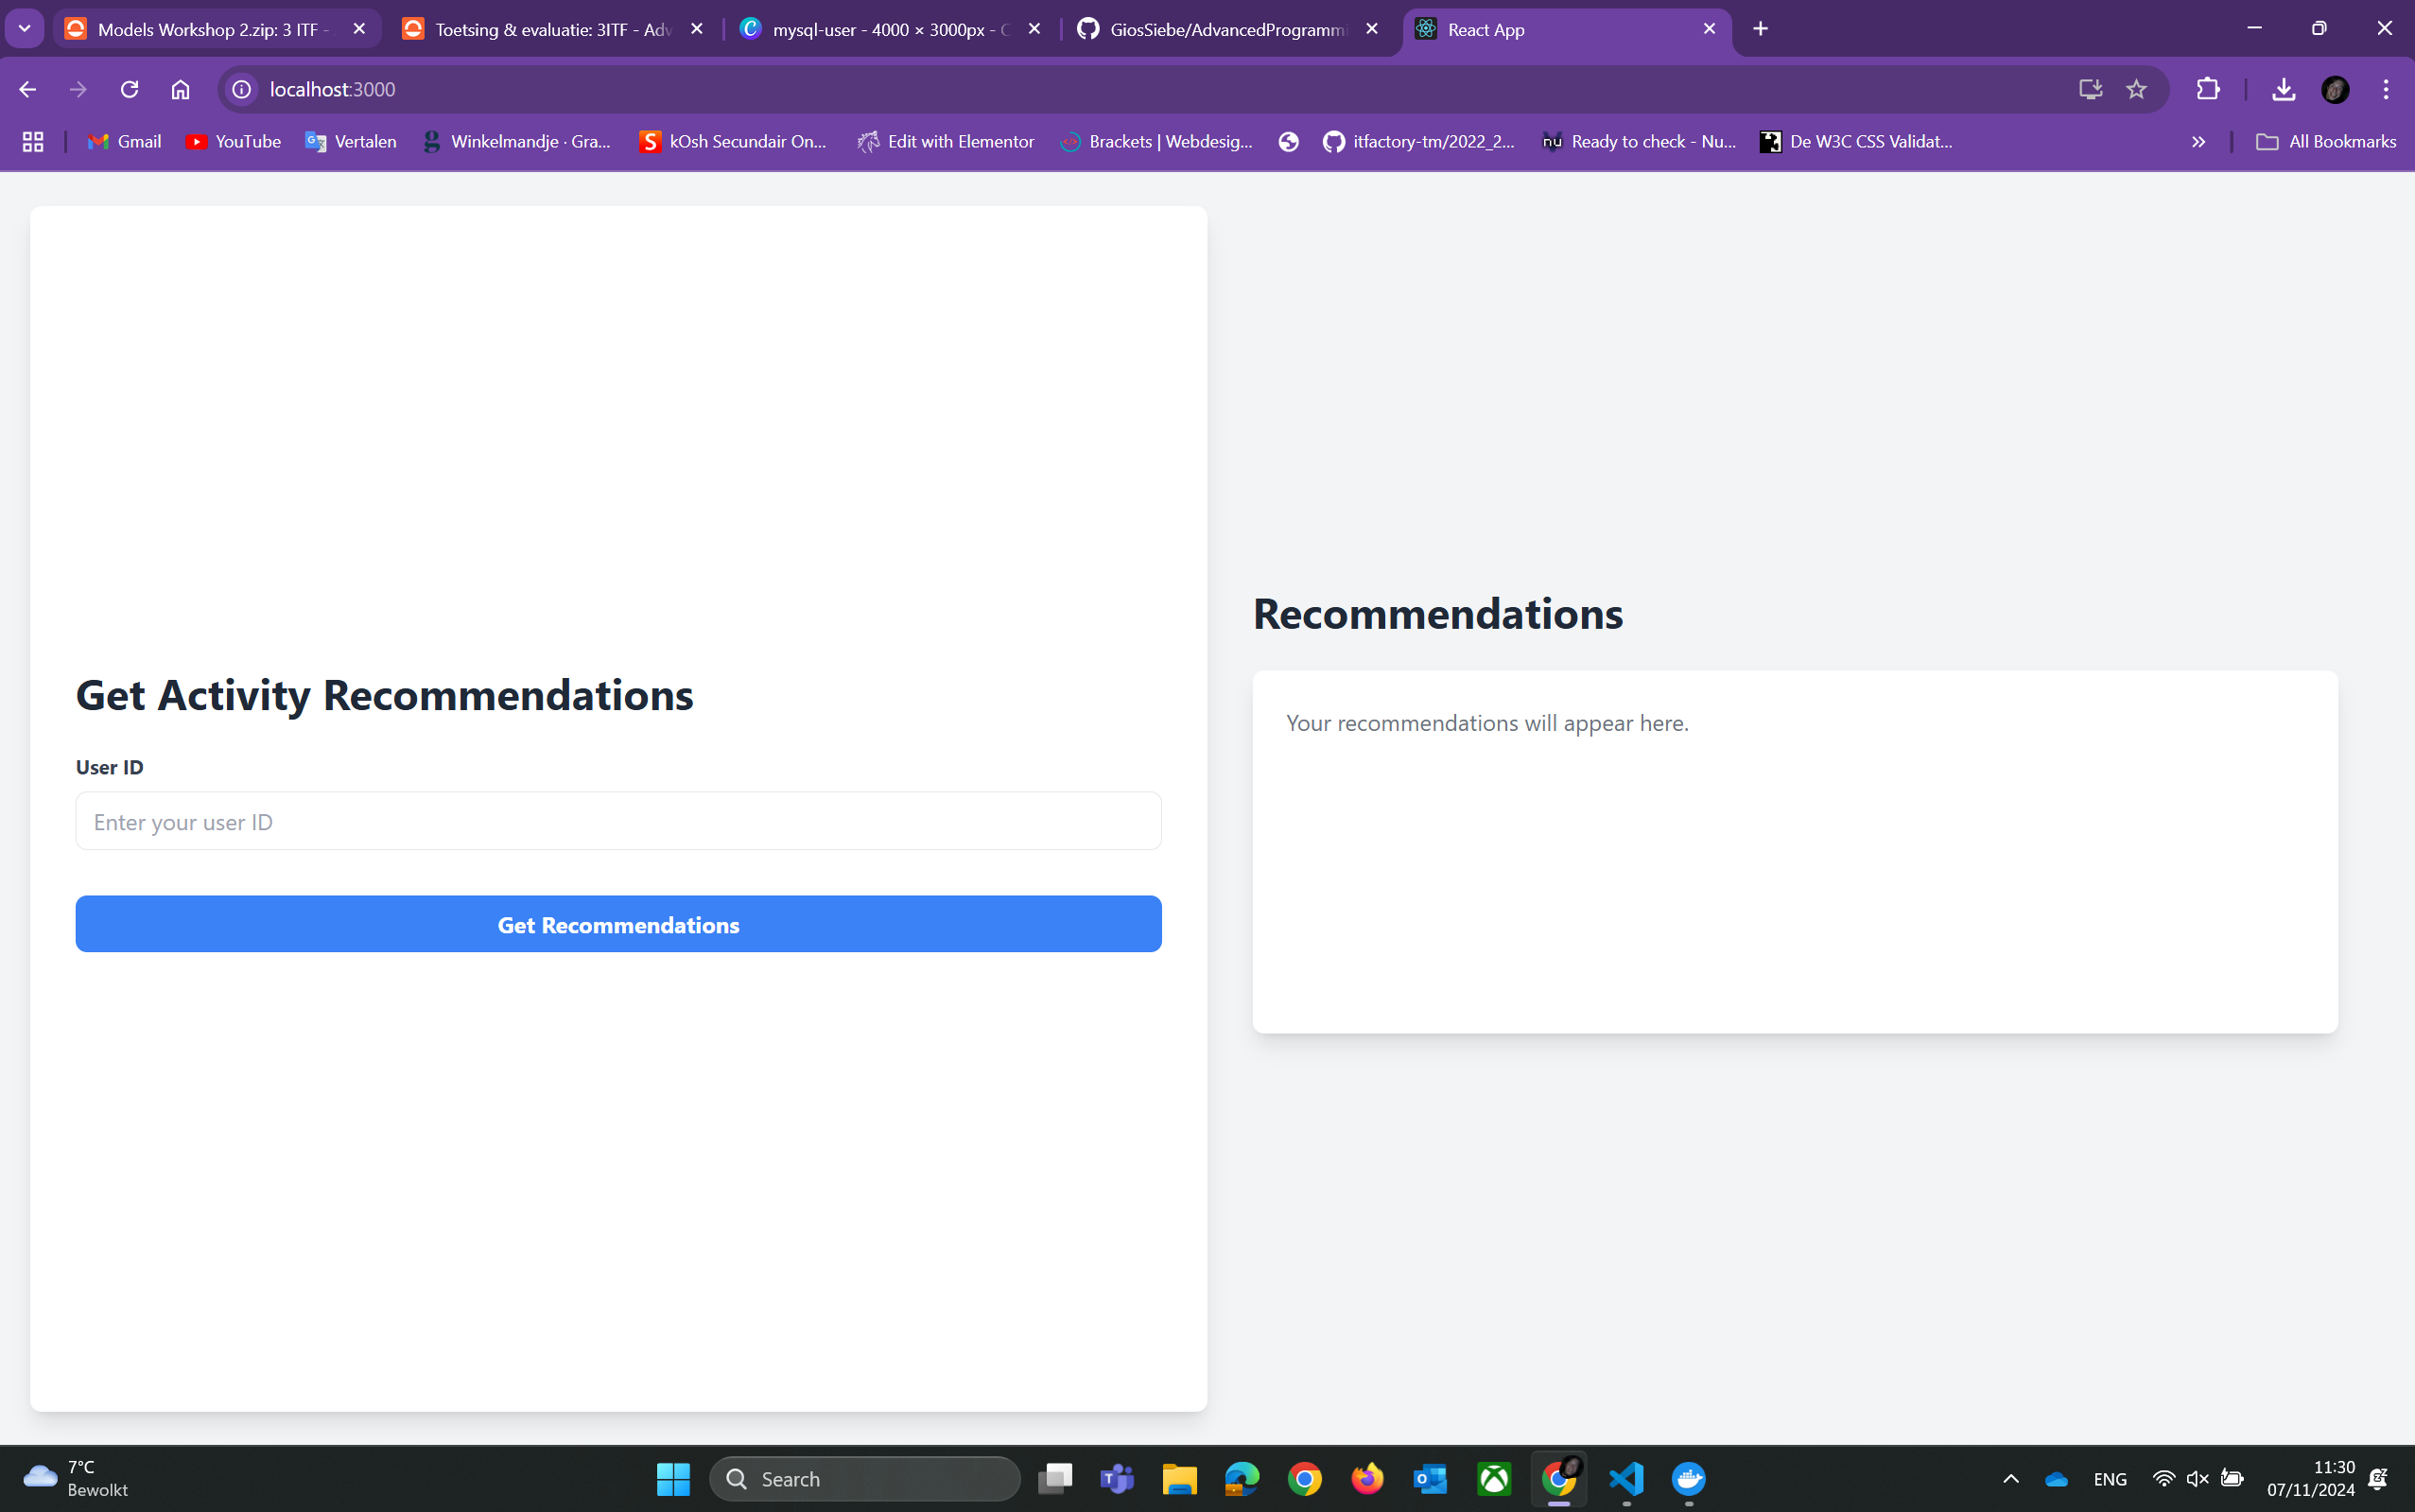 Models Workshop 2.zip: 3 ITF -
Toetsing & evaluatie: 3ITF - Adv
mysql-user - 4000 × 3000px - C
GiosSiebe/AdvancedProgrammi
React App
localhost:3000
Gmail
YouTube
Vertalen
Winkelmandje · Gra...
kOsh Secundair On...
Edit with Elementor
Brackets | Webdesig...
itfactory-tm/2022_2...
Ready to check - Nu...
De W3C CSS Validat...
All Bookmarks
Get Activity Recommendations
User ID
Enter your user ID
Get Recommendations
Recommendations
Your recommendations will appear here.
7°C
Bewolkt
Search
ENG
11:30
07/11/2024